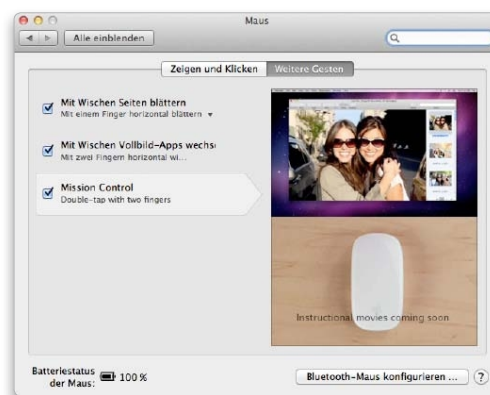 Maus
Alle einblenden
Zeigen und Klicken Weitere Gesten
Mit Wischen Seiten blättern
Mit einem Finger horizontal blättern
Mit Wischen Vollbild-Apps wechs
Mit zwei Fingern horizontal wi...
Mission Control
Double-tap with two fingers
Instructional movies coming soon
Batteriestatus
der Maus: 100 %
Bluetooth-Maus konfigurieren ... ?